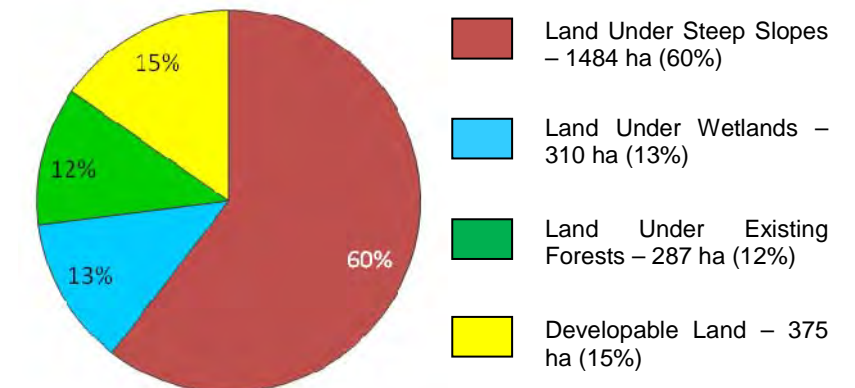 15%
12%
13%
60%
Land Under Steep Slopes
– 1484 ha (60%)
Land Under Wetlands –
310 ha (13%)
Land Under Existing
Forests – 287 ha (12%)
Developable Land – 375
ha (15%)